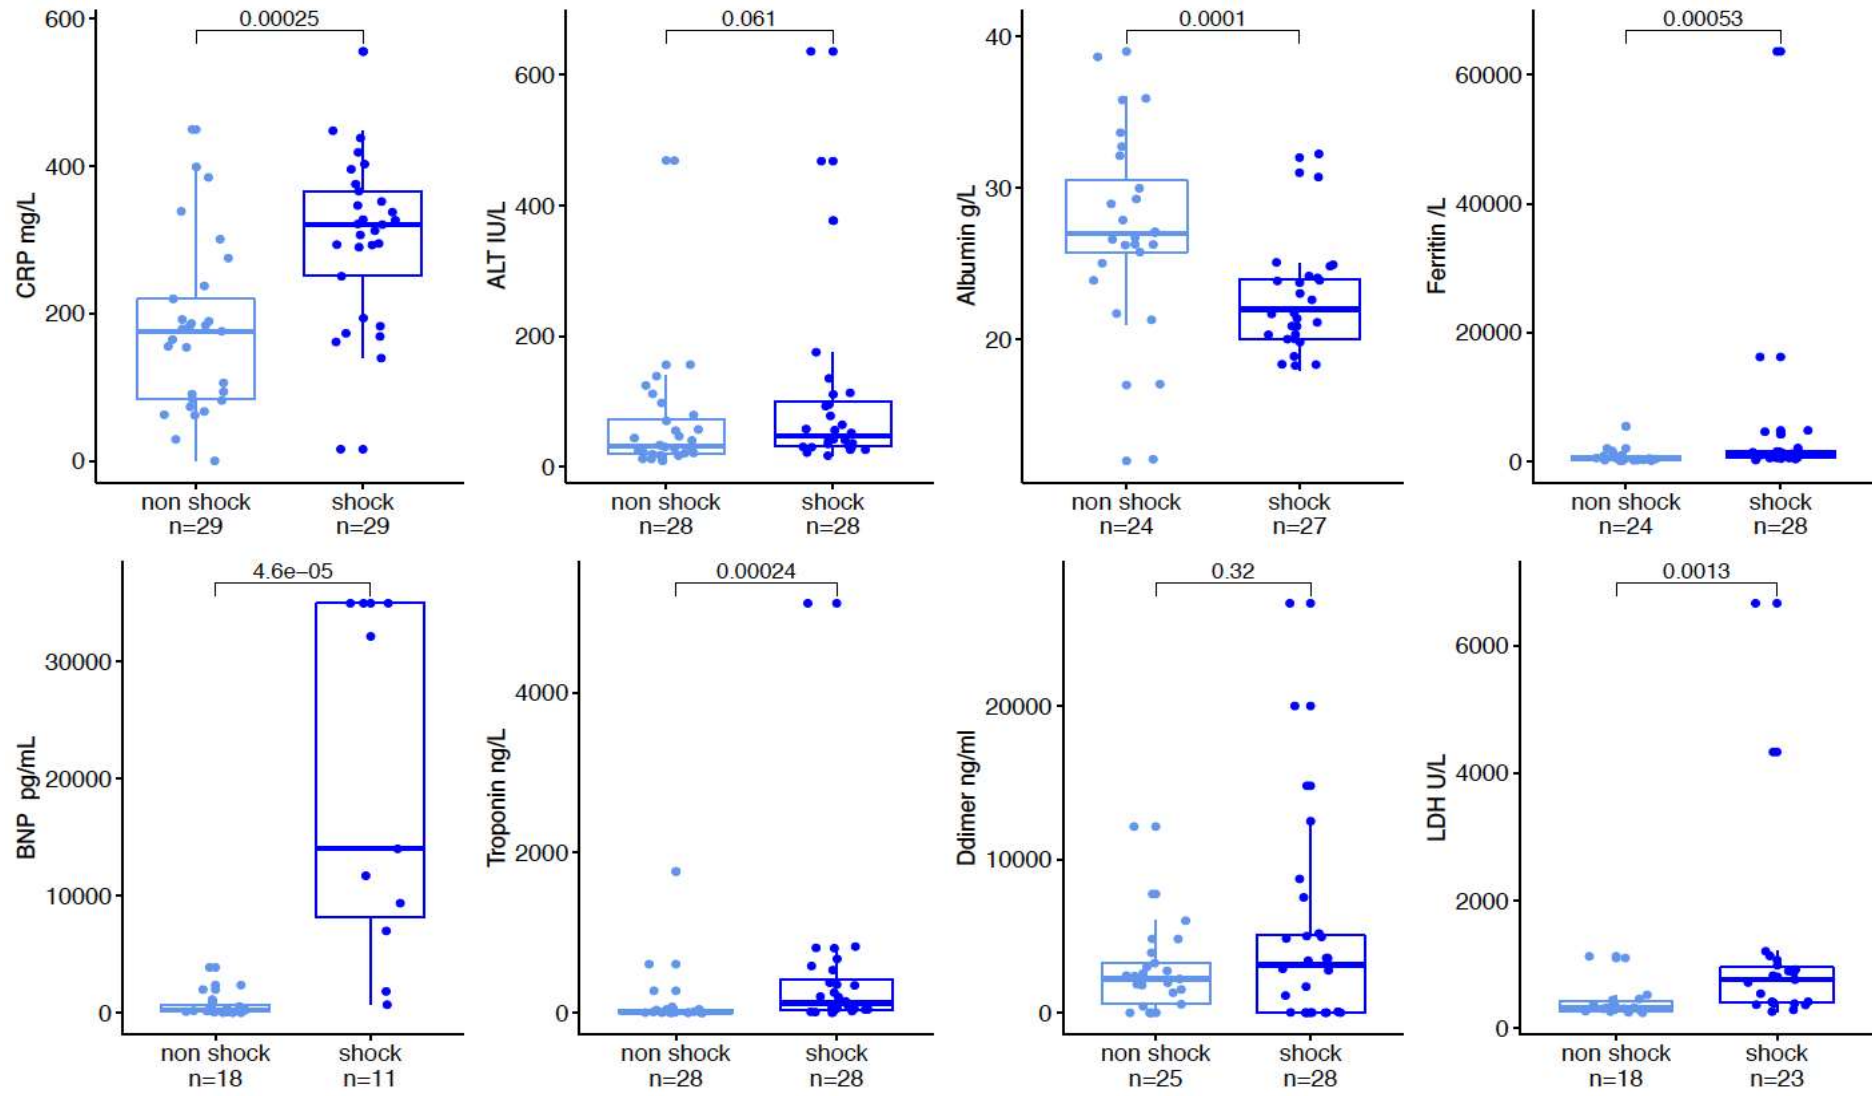 0.00025
CRP mg/L
600
400
200
0
non shock
n=29
shock
n=29
0.061
ALT IU/L
600
400
200
0
non shock
n=28
shock
n=28
0.0001
Albumin g/L
40
30
20
non shock
n=24
shock
n=27
0.00053
Ferritin /L
60000
40000
20000
0
non shock
n=24
shock
n=28
4.6e−05
BNP pg/mL
30000
20000
10000
0
non shock
n=18
shock
n=11
0.00024
Troponin ng/L
4000
2000
0
non shock
n=28
shock
n=28
0.32
Ddimer ng/ml
20000
10000
0
non shock
n=25
shock
n=28
0.0013
LDH U/L
6000
4000
2000
0
non shock
n=18
shock
n=23